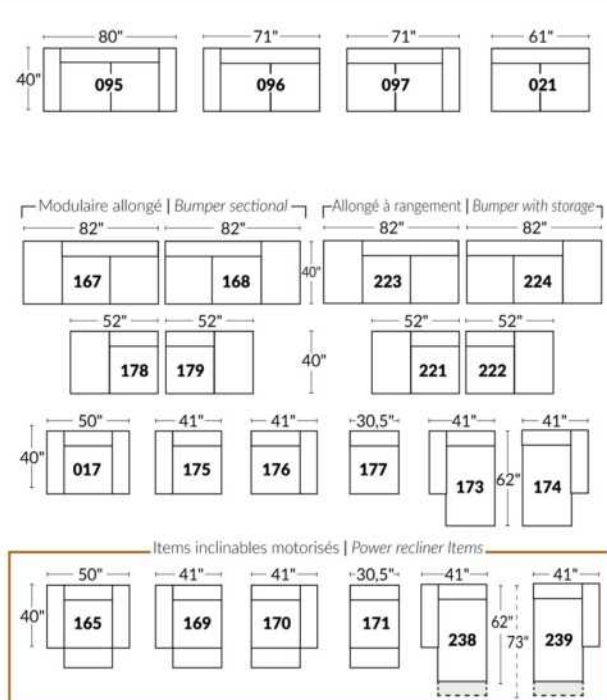 80" 71" 71" 61"
40" 095 096 097 021
Modulaire allongé | Bumper sectional Allongé à rangement | Bumper with storage
82" 82" 82" 82"
167 168 40" 223 224
52" 52" 52" 52"
178 179 40" 221 222
50" 41" 41" 30,5" 41" 41"
40" 017 175 176 177 173 62" 174
Items inclinables motorisés | Power recliner Items
50" 41" 41" 30,5" 41" 41"
40" 165 169 170 171 238 62" 73" 239